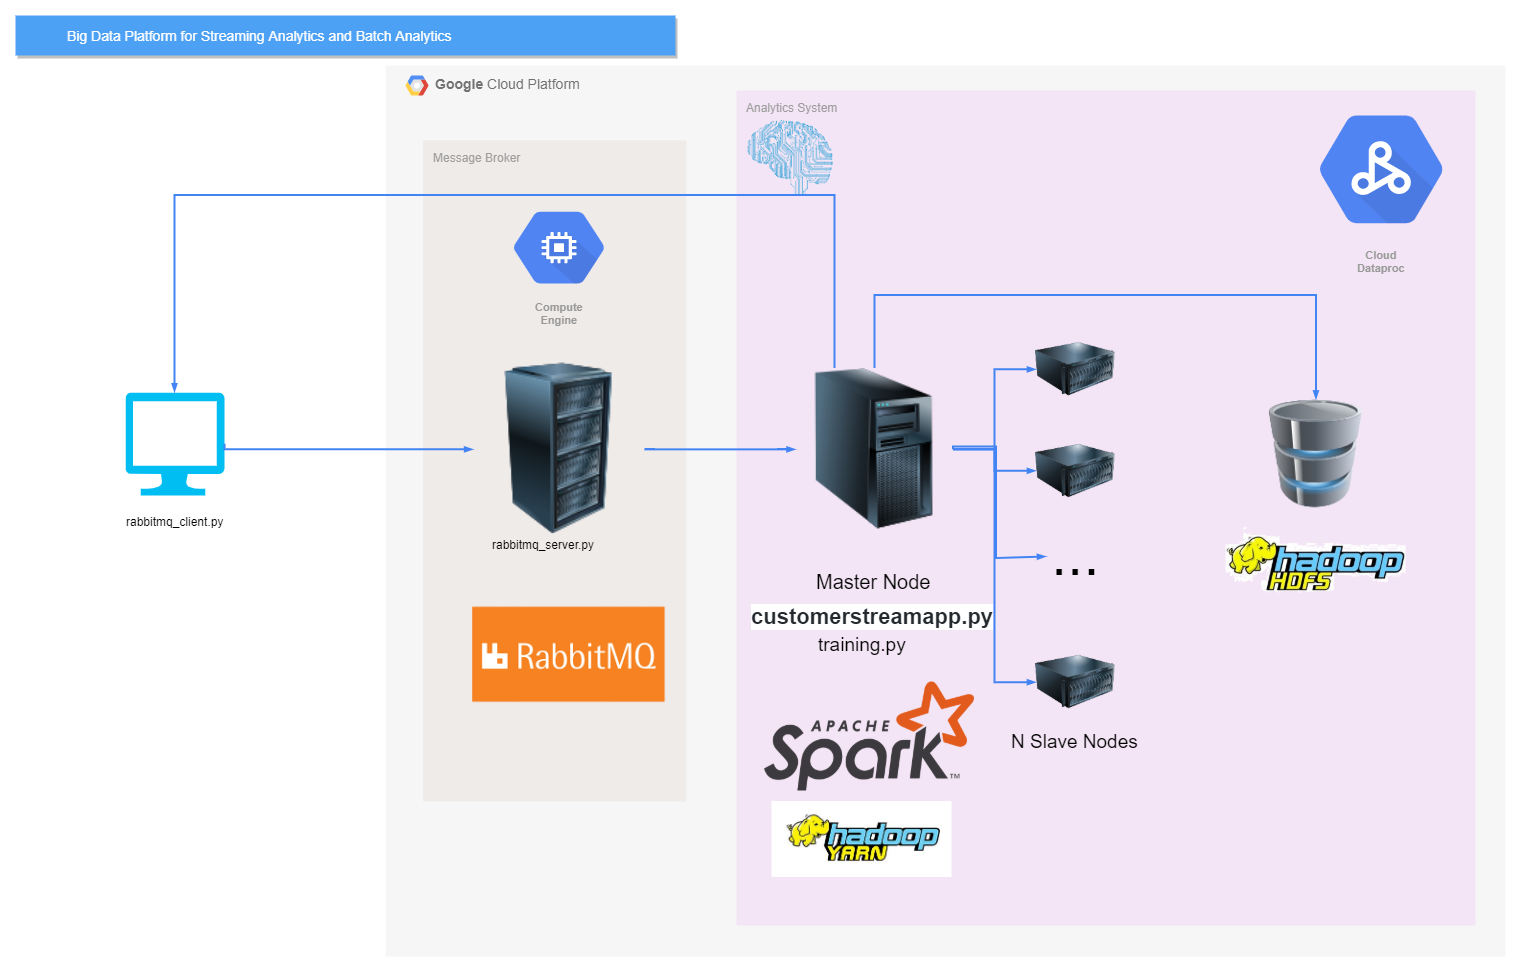 Big Data Platform for Streaming Analytics and Batch Analytics
Google Cloud Platform
Analytics System
Message Broker
Compute
Engine
Cloud
Dataproc
rabbitmq_client.py
rabbitmq_server.py
RabbitMQ
Master Node
customerstreamapp.py
training.py
...
N Slave Nodes
hadoop
HDFS
APACHE
Spark™
hadoop
YARN